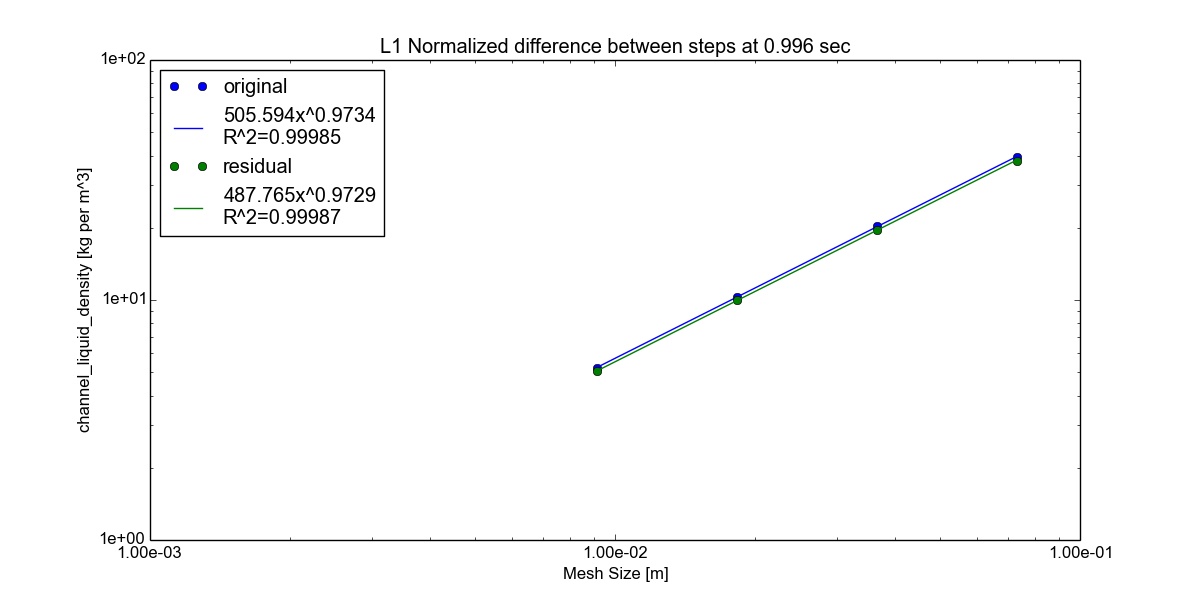 L1 Normalized difference between steps at 0.996 sec
1e+02
original
505.594x^0.9734
R^2=0.99985
residual
487.765x^0.9729
R^2=0.99987
channel_liquid_density [kg per m^3]
1e+01
1e+00
1.00e-03
1.00e-02
1.00e-01
Mesh Size [m]